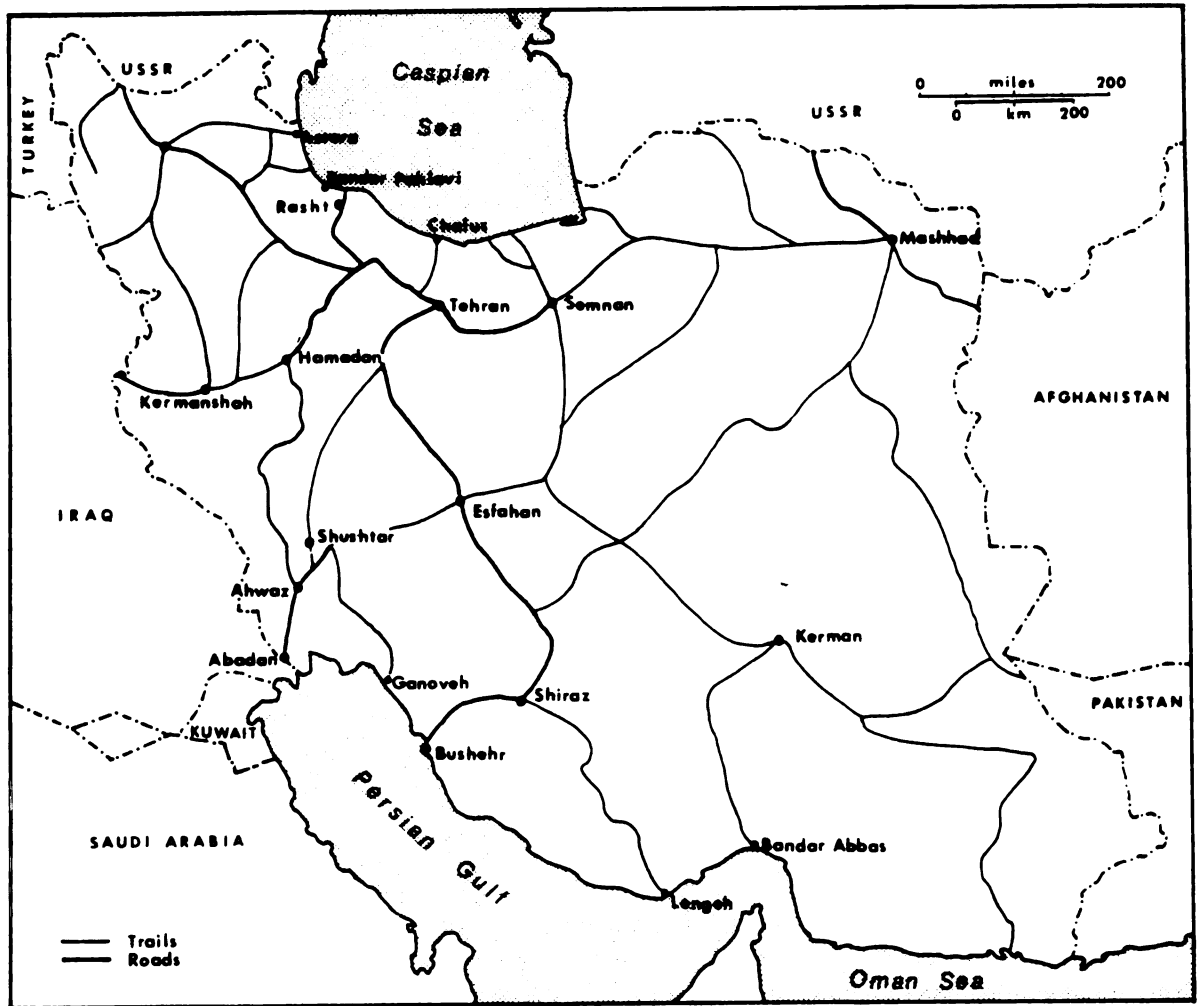 USSR
Caspian
Sea
0 miles 200
0 km 200
USSR
TURKEY
Bandar Pahlavi
Rasht
Chalus
Mashhad
Tehran
Semnan
Hamadan
Kermanshah
AFGHANISTAN
IRAQ
Esfahan
Shushtar
Ahwaz
Kerman
Abadan
Ganoveh
Shiraz
PAKISTAN
KUWAIT
Bushehr
Persian Gulf
SAUDI ARABIA
Bandar Abbas
Lengeh
Trails
Roads
Oman Sea